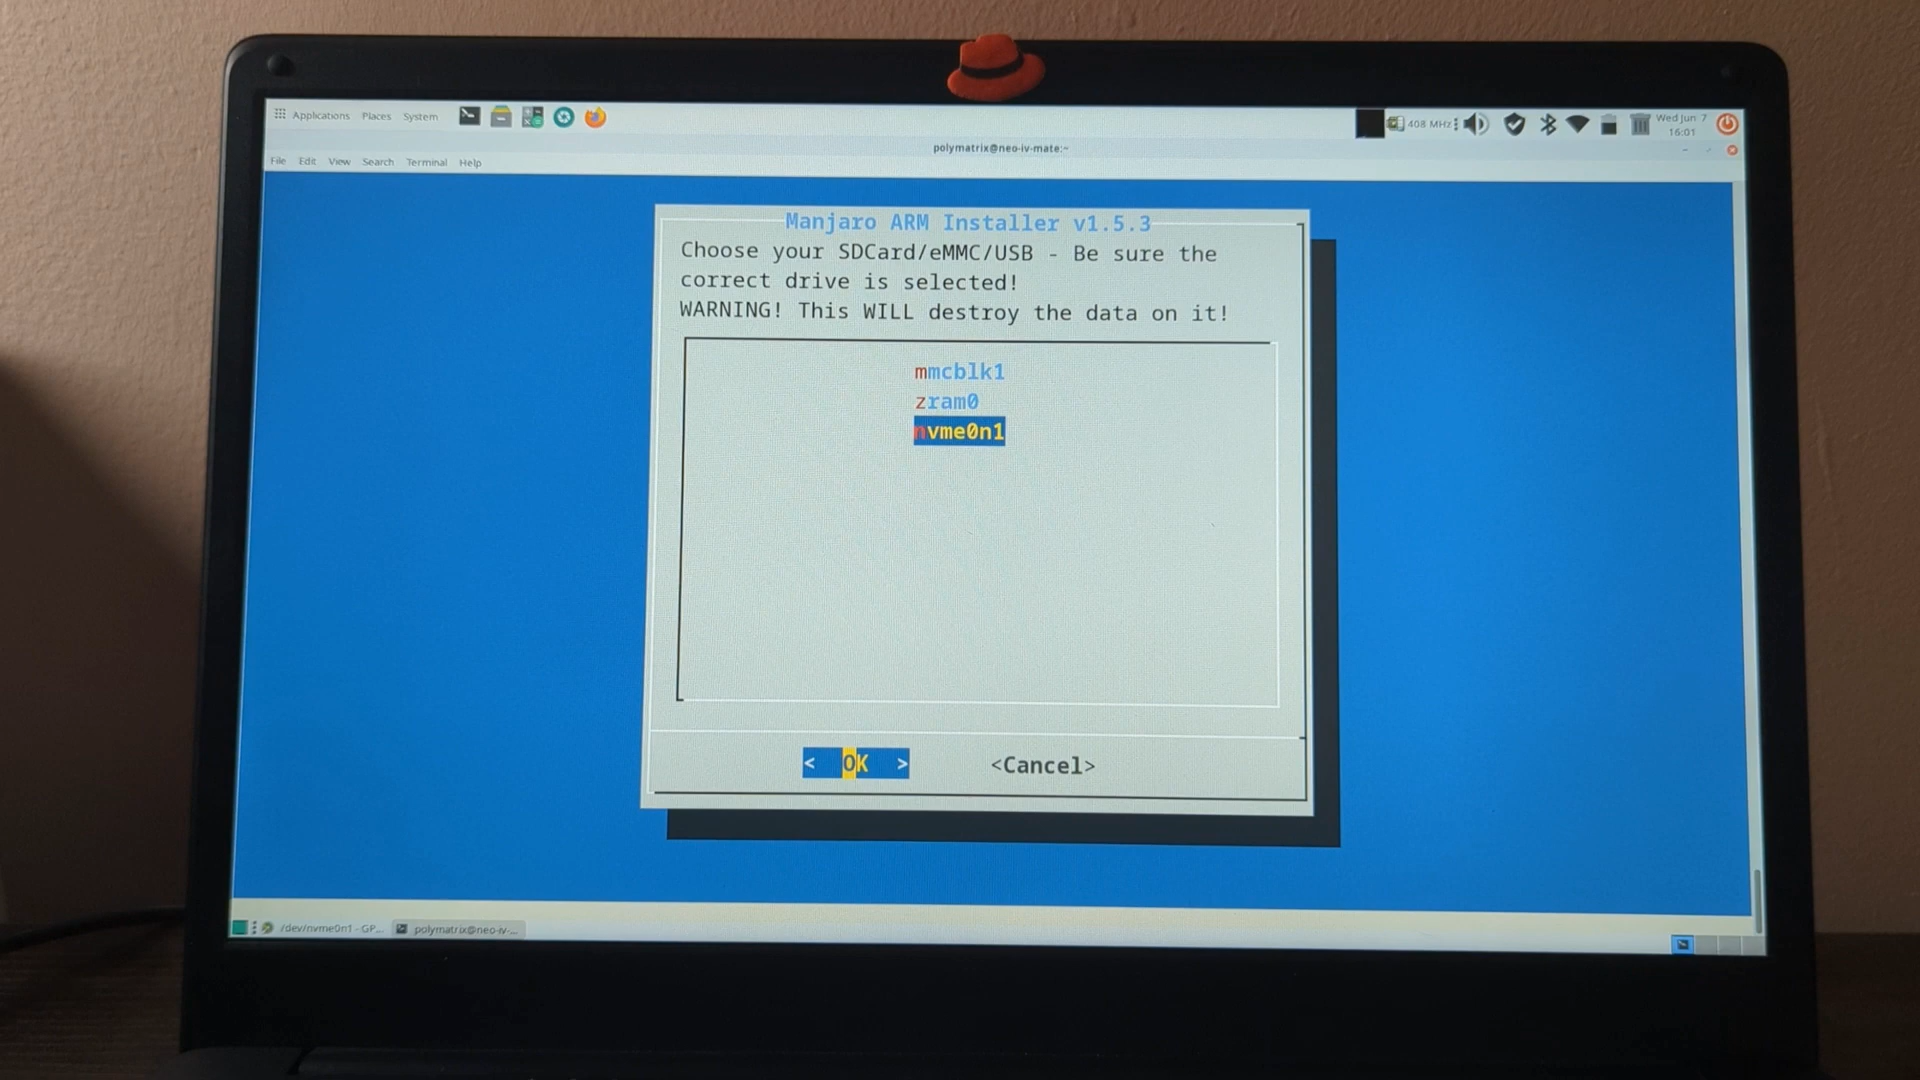 Applications Places System
408 MHz
Wed Jun 7
16:01
polymatrix@neo-iv-mate:~
File Edit View Search Terminal Help
Manjaro ARM Installer v1.5.3
Choose your SDCard/eMMC/USB - Be sure the
correct drive is selected!
WARNING! This WILL destroy the data on it!
mmcblk1
zram0
nvme0n1
< OK > <Cancel>
/dev/nvme0n1 - GP... polymatrix@neo-iv-...